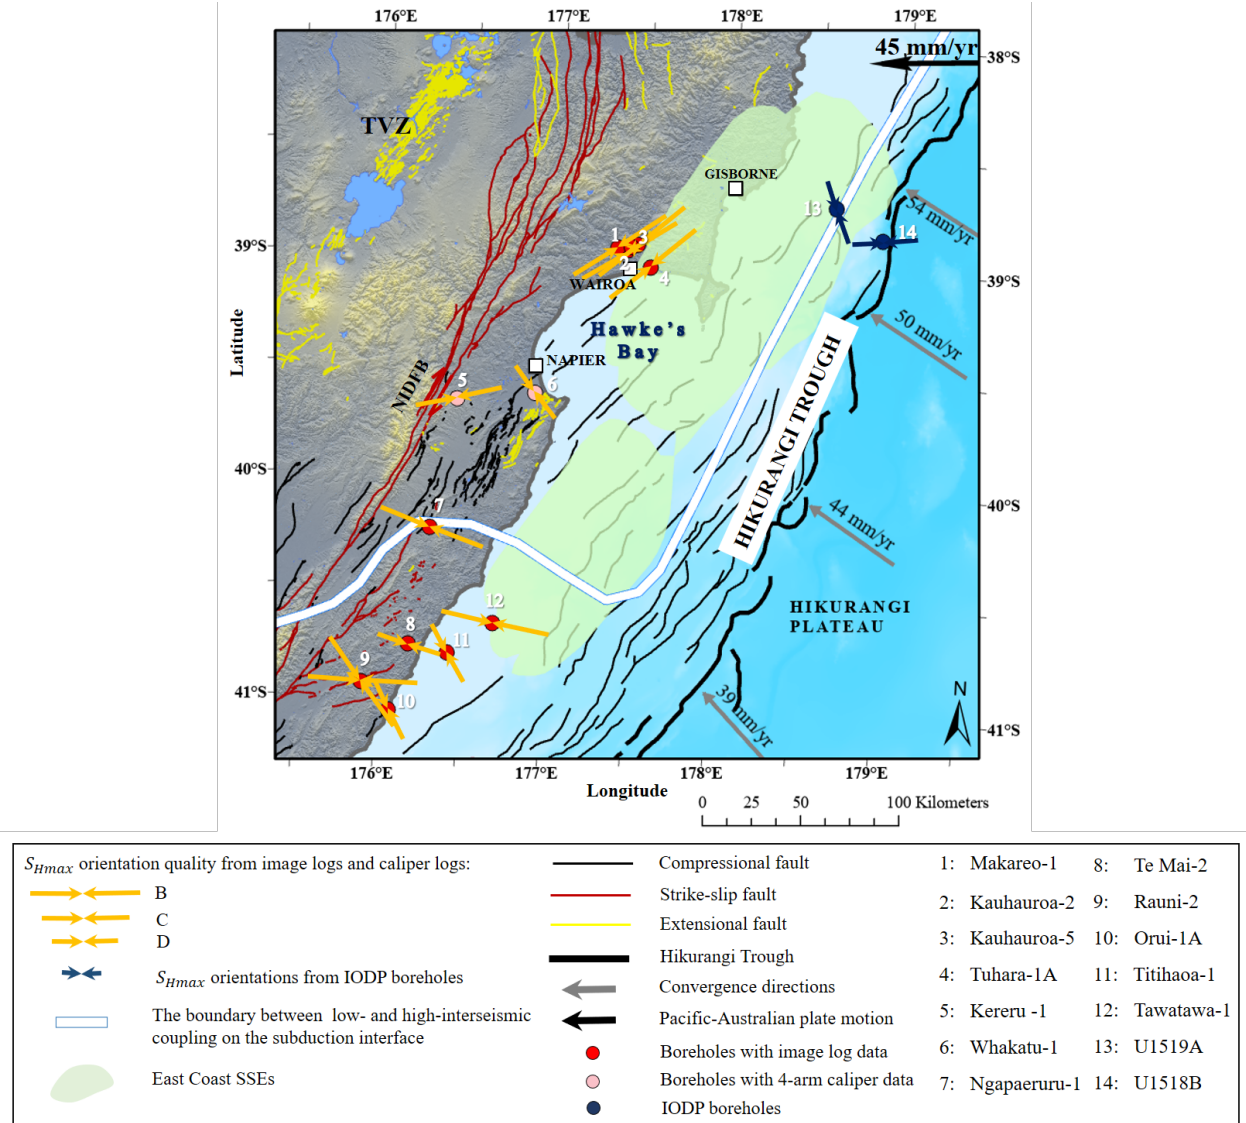 176°E
177°E
178°E
179°E
45 mm/yr
38°S
TVZ
GISBORNE
13
54 mm/yr
14
39°S
1
3
2
4
WAIROA
39°S
Hawke's
Bay
50 mm/yr
Latitude
NAPIER
NIDFB
5
6
HIKURANGI TROUGH
40°S
7
44 mm/yr
40°S
12
HIKURANGI
PLATEAU
8
11
9
10
41°S
39 mm/yr
N
41°S
176°E
177°E
178°E
179°E
Longitude
0 25 50 100 Kilometers
S_Hmax orientation quality from image logs and caliper logs:
B
C
D
S_Hmax orientations from IODP boreholes
The boundary between low- and high-interseismic
coupling on the subduction interface
East Coast SSEs
Compressional fault
Strike-slip fault
Extensional fault
Hikurangi Trough
Convergence directions
Pacific-Australian plate motion
Boreholes with image log data
Boreholes with 4-arm caliper data
IODP boreholes
1: Makareo-1
2: Kauhauroa-2
3: Kauhauroa-5
4: Tuhara-1A
5: Kereru -1
6: Whakatu-1
7: Ngapaeruru-1
8: Te Mai-2
9: Rauni-2
10: Orui-1A
11: Titihaoa-1
12: Tawatawa-1
13: U1519A
14: U1518B